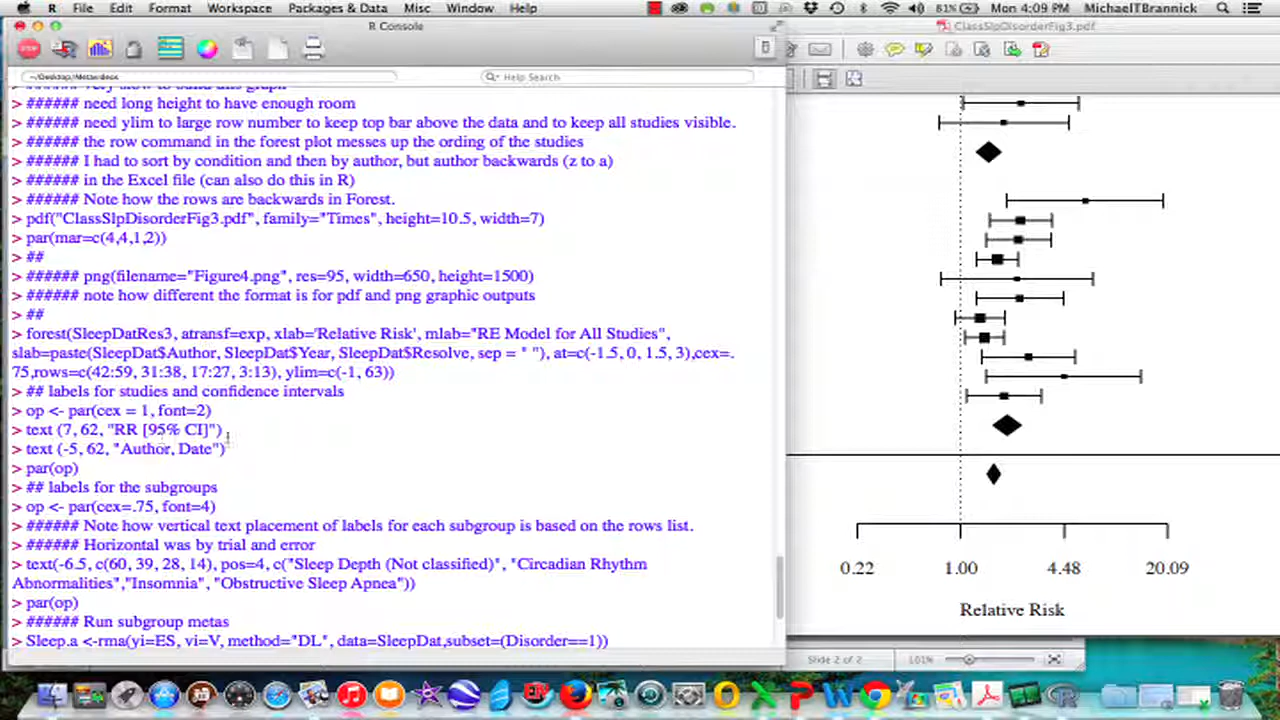 R File Edit Format Workspace Packages & Data Misc Window Help 81% Mon 4:09 PM MichaelTBrannick
R Console
ClassSlpDisorderFig3.pdf
STOP
~/Desktop/Metavideos
Help Search
> ###### very slow to build this graph
> ###### need long height to have enough room
> ###### need ylim to large row number to keep top bar above the data and to keep all studies visible.
> ###### the row command in the forest plot messes up the ording of the studies
> ###### I had to sort by condition and then by author, but author backwards (z to a)
> ###### in the Excel file (can also do this in R)
> ###### Note how the rows are backwards in Forest.
> pdf("ClassSlpDisorderFig3.pdf", family="Times", height=10.5, width=7)
> par(mar=c(4,4,1,2))
> ##
> ###### png(filename="Figure4.png", res=95, width=650, height=1500)
> ###### note how different the format is for pdf and png graphic outputs
> ##
> forest(SleepDatRes3, atransf=exp, xlab='Relative Risk', mlab="RE Model for All Studies",
slab=paste(SleepDat$Author, SleepDat$Year, SleepDat$Resolve, sep = " "), at=c(-1.5, 0, 1.5, 3),cex=.
75,rows=c(42:59, 31:38, 17:27, 3:13), ylim=c(-1, 63))
> ## labels for studies and confidence intervals
> op <- par(cex = 1, font=2)
> text (7, 62, "RR [95% CI]")
> text (-5, 62, "Author, Date")
> par(op)
> ## labels for the subgroups
> op <- par(cex=.75, font=4)
> ###### Note how vertical text placement of labels for each subgroup is based on the rows list.
> ###### Horizontal was by trial and error
> text(-6.5, c(60, 39, 28, 14), pos=4, c("Sleep Depth (Not classified)", "Circadian Rhythm
Abnormalities","Insomnia", "Obstructive Sleep Apnea"))
> par(op)
> ###### Run subgroup metas
> Sleep.a <-rma(yi=ES, vi=V, method="DL", data=SleepDat,subset=(Disorder==1))
0.22 1.00 4.48 20.09
Relative Risk
Slide 2 of 2 101%